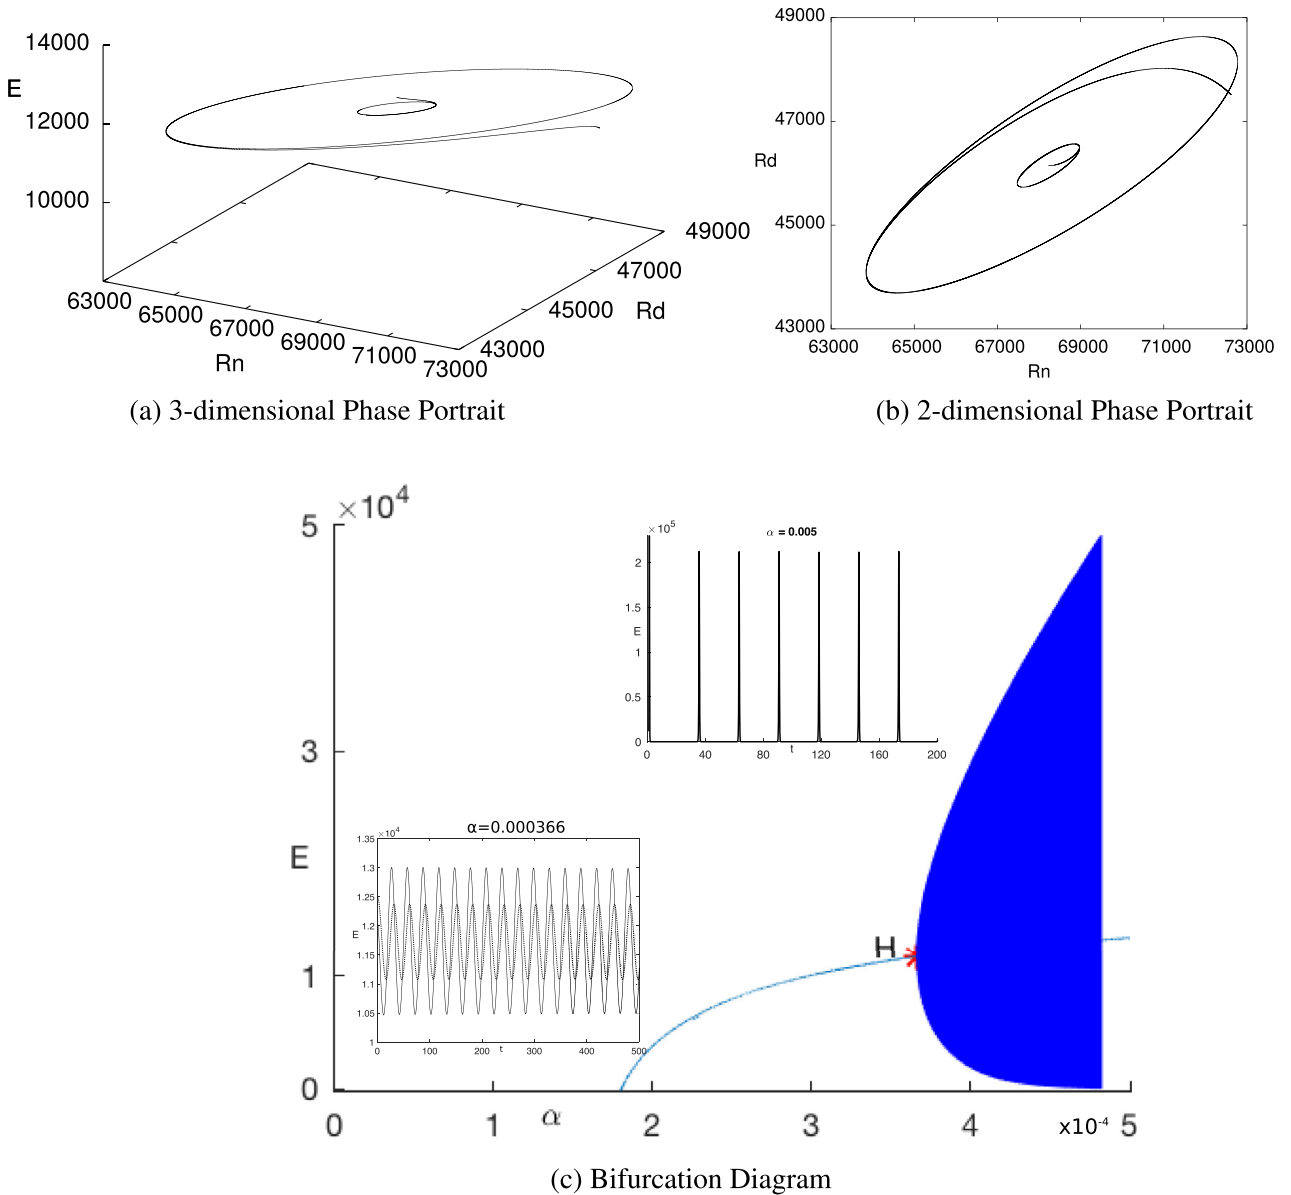 14000
E
12000
10000
49000
47000
45000
Rd
43000
63000
65000
67000
69000
71000
73000
Rn
(a) 3-dimensional Phase Portrait
49000
47000
Rd
45000
43000
63000 65000 67000 69000 71000 73000
Rn
(b) 2-dimensional Phase Portrait
5 ×10⁴
3
E
1
0
0 1 α 2 3 4 x10⁻⁴ 5
H
×10⁵ α = 0.005
2
1.5
E
1
0.5
0
0 40 80 t 120 160 200
α=0.000366
1.35 ×10⁴
1.3
1.25
1.2
E
1.15
1.1
1.05
1
0 100 200 t 300 400 500
(c) Bifurcation Diagram